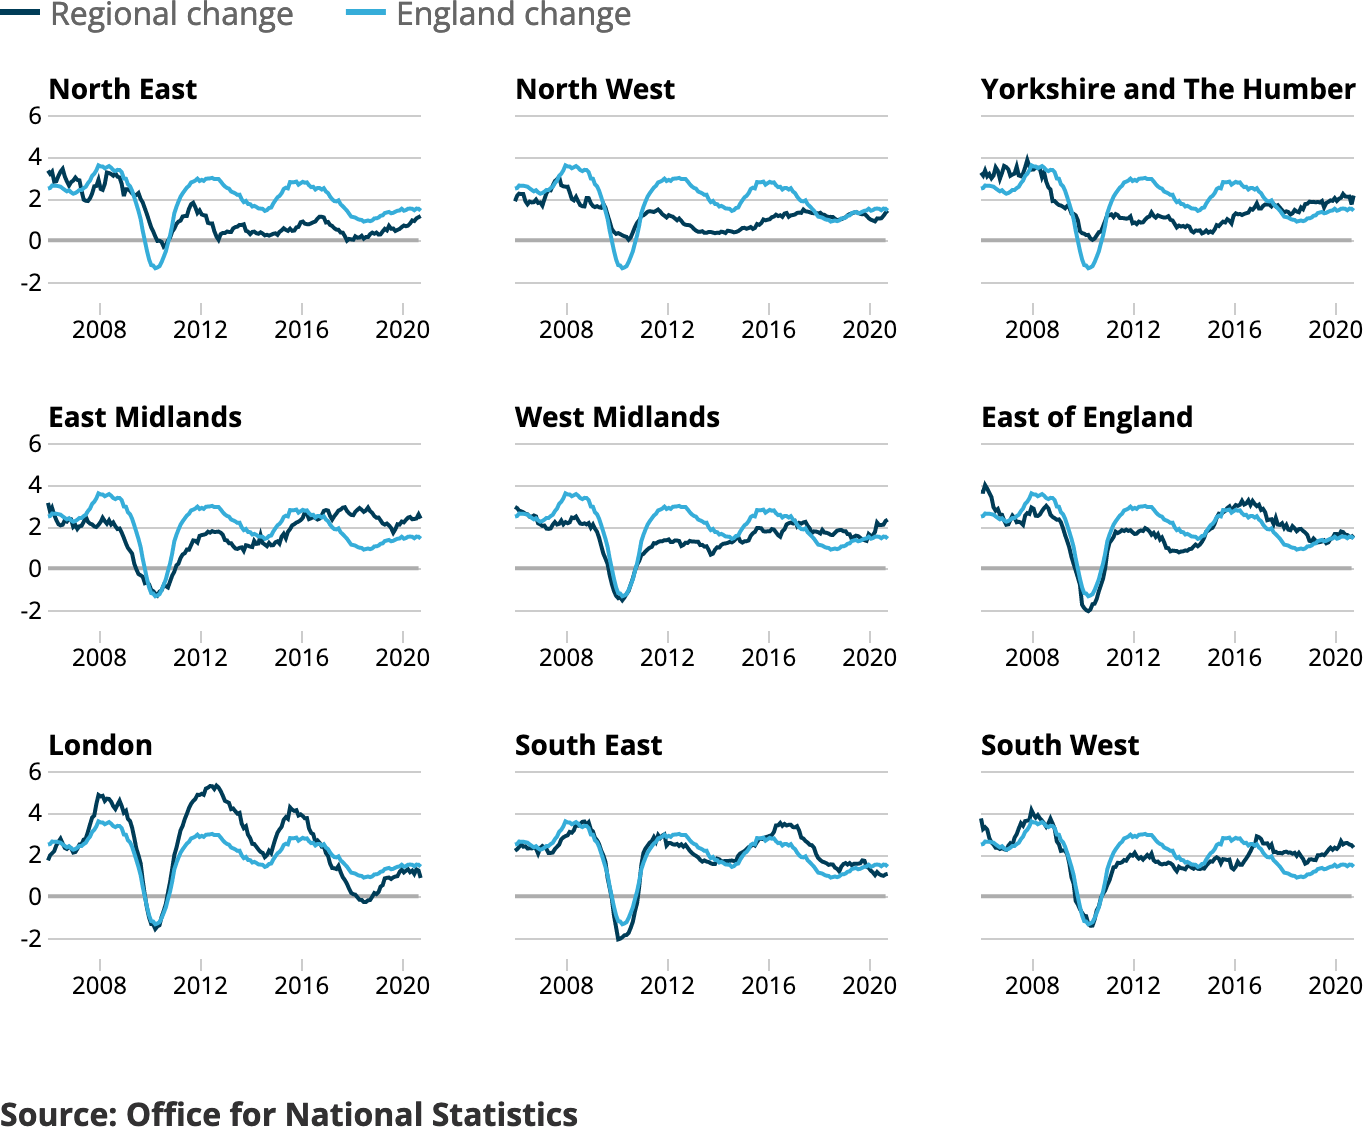 Regional change England change
North East North West Yorkshire and The Humber
6
4
2
0
-2
2008 2012 2016 2020 2008 2012 2016 2020 2008 2012 2016 2020
East Midlands West Midlands East of England
6
4
2
0
-2
2008 2012 2016 2020 2008 2012 2016 2020 2008 2012 2016 2020
London South East South West
6
4
2
0
-2
2008 2012 2016 2020 2008 2012 2016 2020 2008 2012 2016 2020
Source: Office for National Statistics